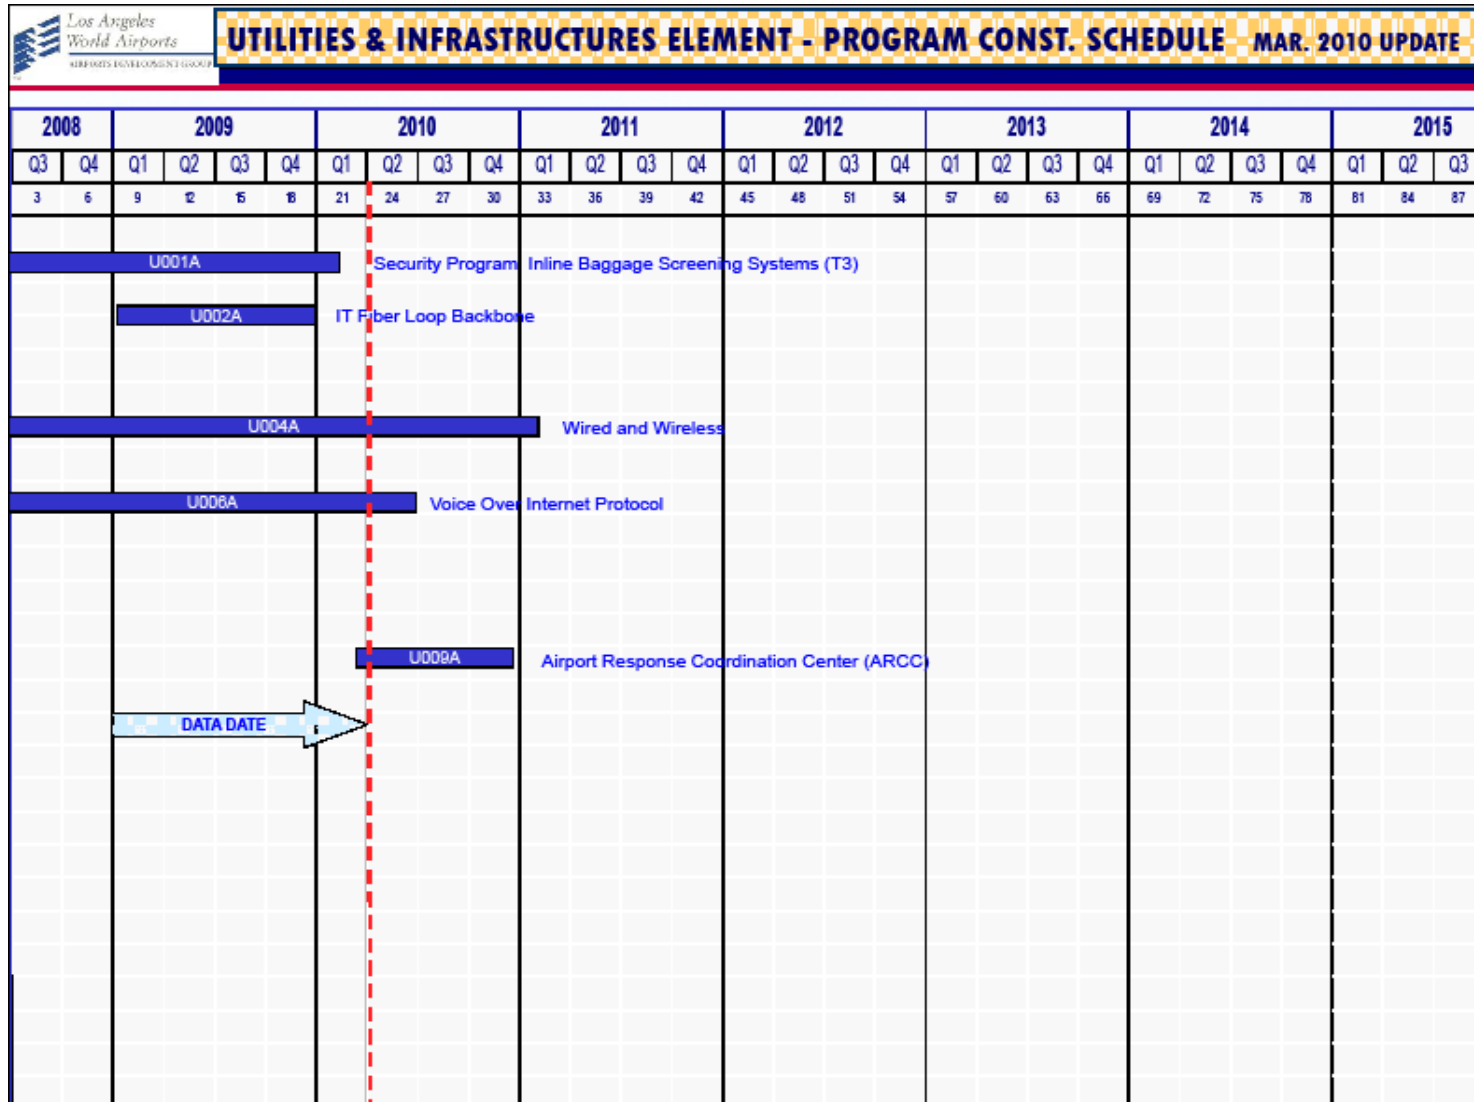 Los Angeles
World Airports
AIRPORTS DEVELOPMENT GROUP
UTILITIES & INFRASTRUCTURES ELEMENT - PROGRAM CONST. SCHEDULE MAR. 2010 UPDATE
2008 2009 2010 2011 2012 2013 2014 2015
Q3 Q4 Q1 Q2 Q3 Q4 Q1 Q2 Q3 Q4 Q1 Q2 Q3 Q4 Q1 Q2 Q3 Q4 Q1 Q2 Q3 Q4 Q1 Q2 Q3 Q4 Q1 Q2 Q3
3 6 9 12 15 18 21 24 27 30 33 36 39 42 45 48 51 54 57 60 63 66 69 72 75 78 81 84 87
U001A Security Program Inline Baggage Screening Systems (T3)
U002A IT Fiber Loop Backbone
U004A Wired and Wireless
U006A Voice Over Internet Protocol
U009A Airport Response Coordination Center (ARCC)
DATA DATE